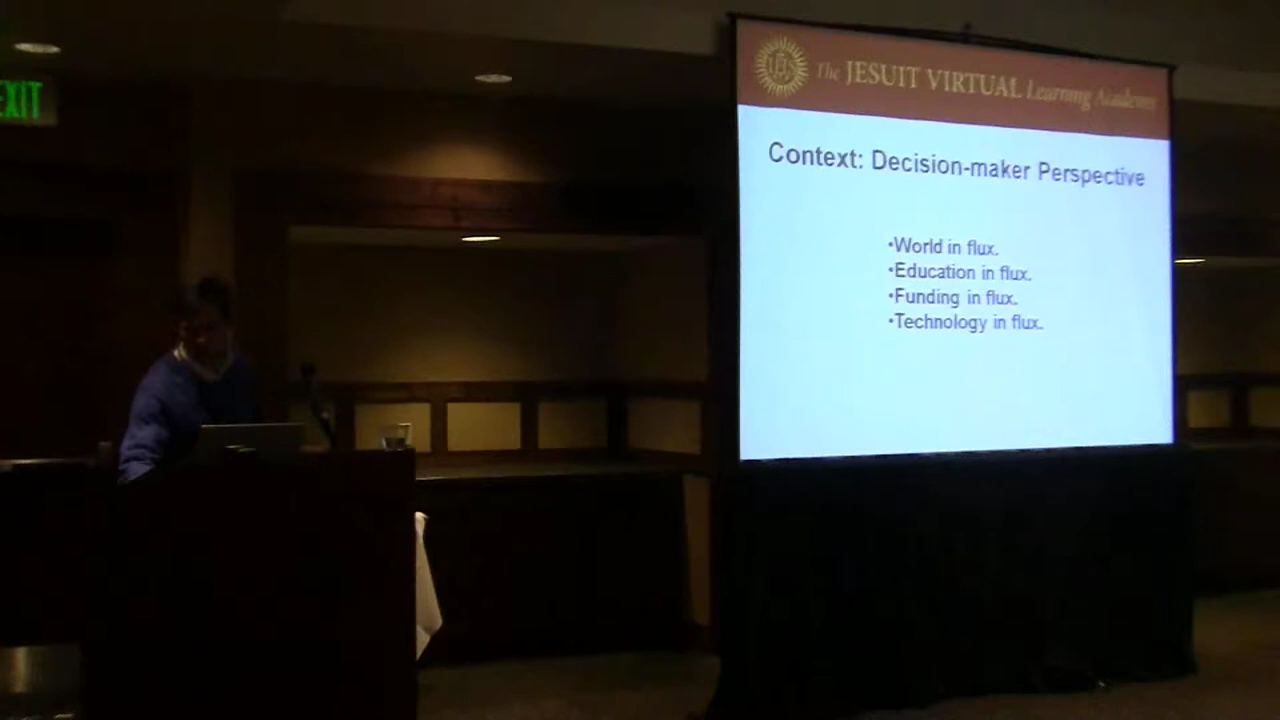 EXIT
IHS
The JESUIT VIRTUAL Learning Academy
Context: Decision-maker Perspective
•World in flux.
•Education in flux.
•Funding in flux.
•Technology in flux.